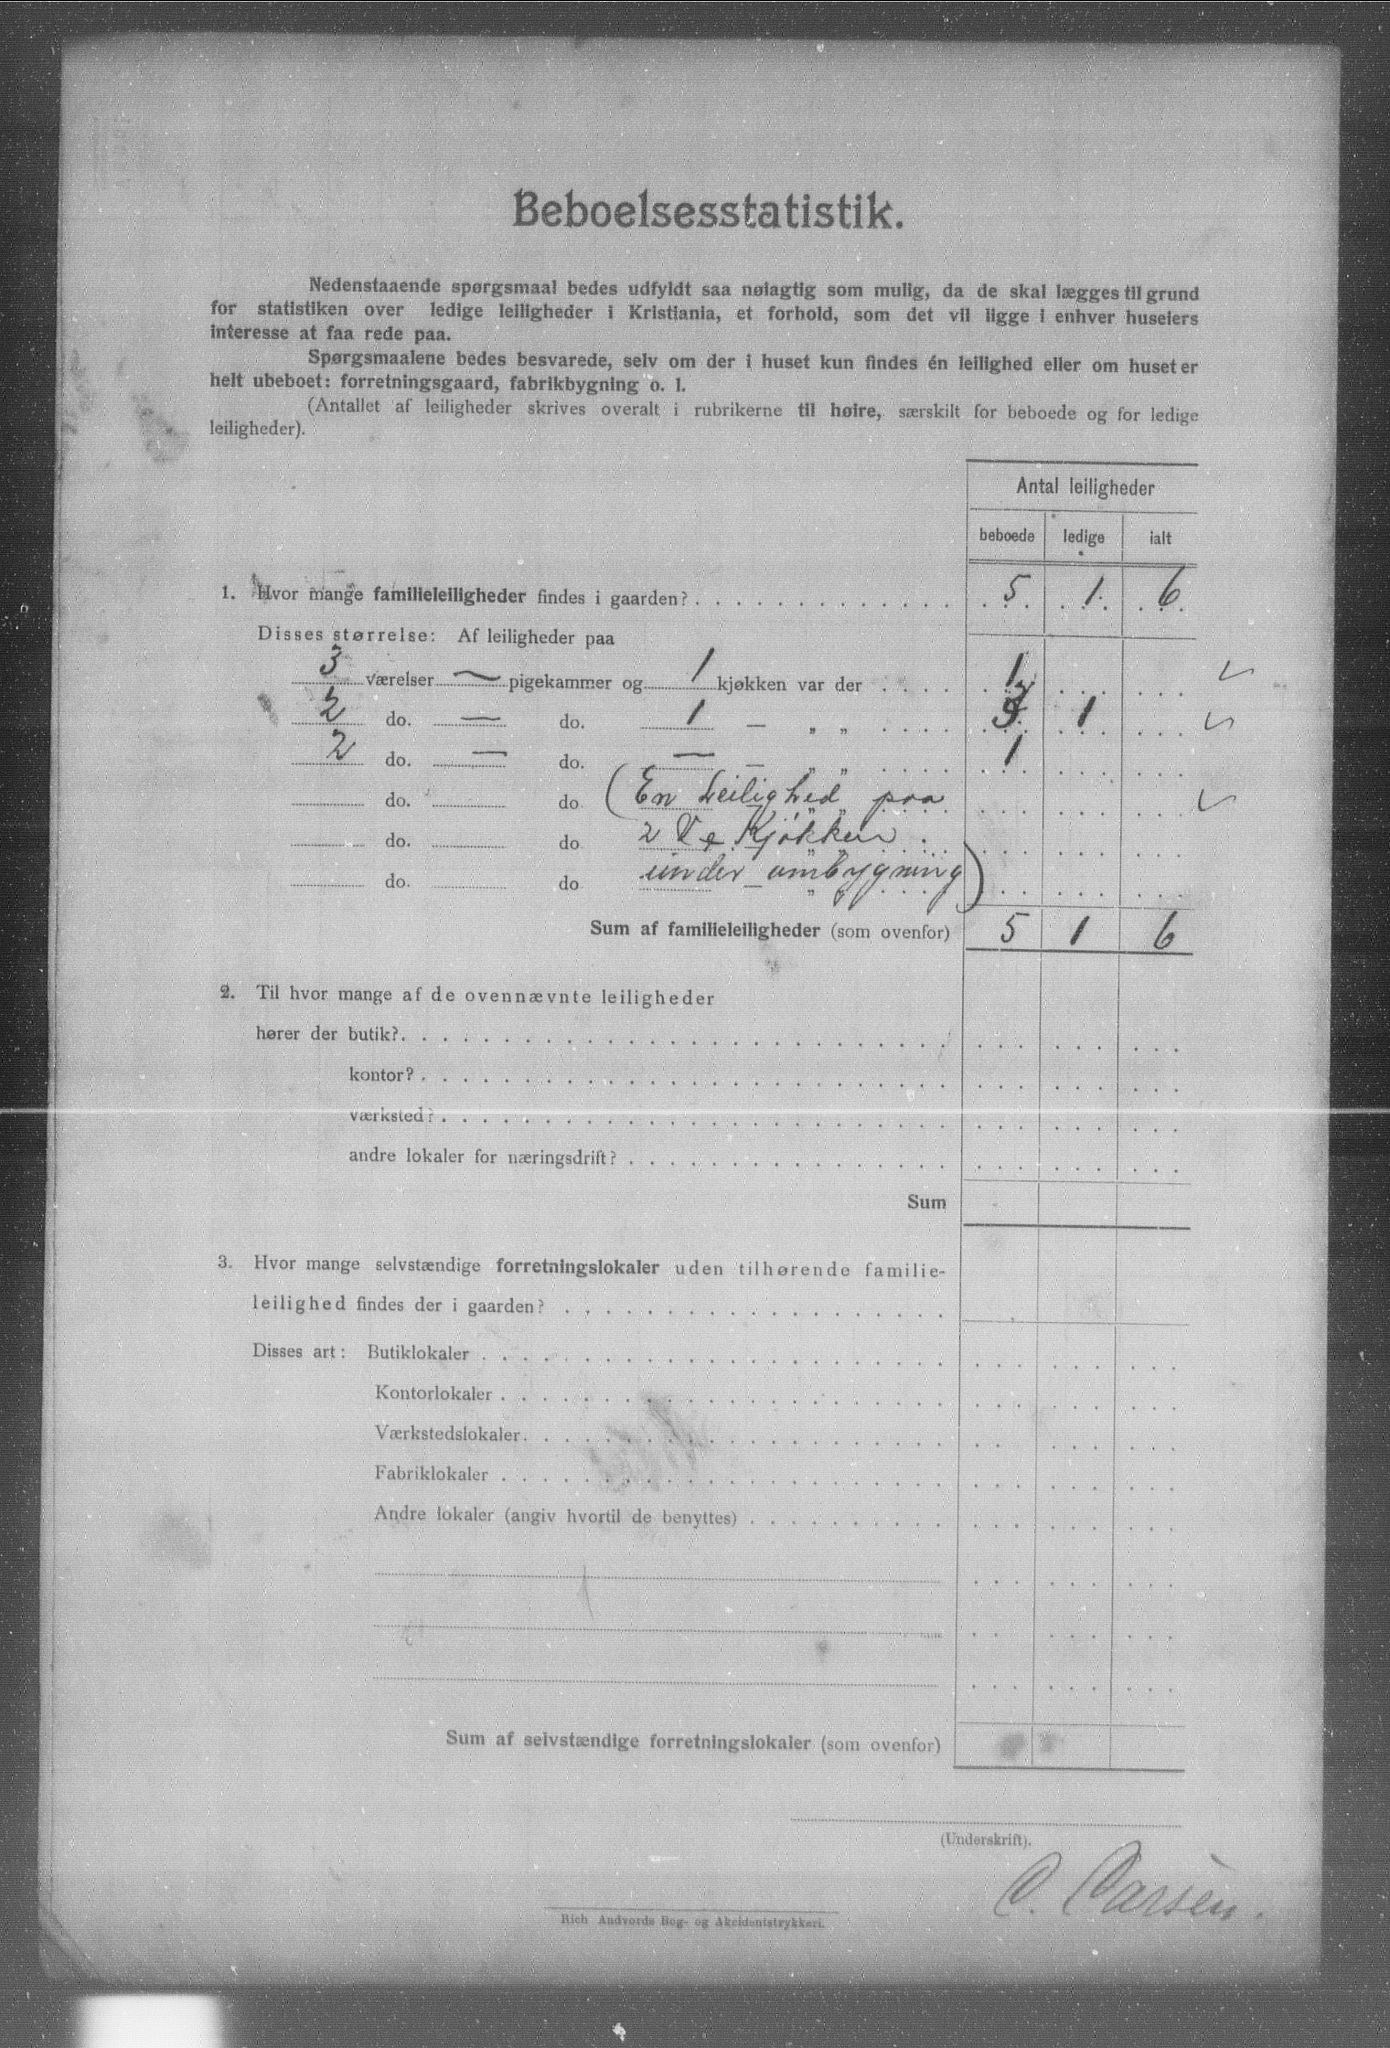 Beboelsesstatistik.
Nedenstaaende spørgsmaal bedes udfyldt saa nøiagtig som mulig, da de skal lægges til grund
for statistiken over ledige leiligheder i Kristiania, et forhold, som det vil ligge i enhver huseiers
interesse at faa rede paa.
Spørgsmaalene bedes besvarede, selv om der i huset kun findes én leilighed eller om huset er
helt ubeboet: forretningsgaard, fabrikbygning o. l.
(Antallet af leiligheder skrives overalt i rubrikerne til høire, særskilt for beboede og for ledige
leiligheder).
Antal leiligheder
beboede ledige ialt
1. Hvor mange familieleiligheder findes i gaarden? 5 1 6
Disses størrelse: Af leiligheder paa
3 værelser — pigekammer og 1 kjøkken var der 1
2 do. — do. 1 — „ „ 1
2 do. — do. — — „ „ 1
do. do (En Leilighed paa
do. do 2 V. & Kjøkken
do. do under ombygning)
Sum af familieleiligheder (som ovenfor) 5 1 6
2. Til hvor mange af de ovennævnte leiligheder
hører der butik?
kontor?
værksted?
andre lokaler for næringsdrift?
Sum
3. Hvor mange selvstændige forretningslokaler uden tilhørende familie-
leilighed findes der i gaarden?
Disses art: Butiklokaler
Kontorlokaler
Værkstedslokaler
Fabriklokaler
Andre lokaler (angiv hvortil de benyttes)
Sum af selvstændige forretningslokaler (som ovenfor)
(Underskrift).
Rich Andvords Bog- og Akcidentstrykkeri.